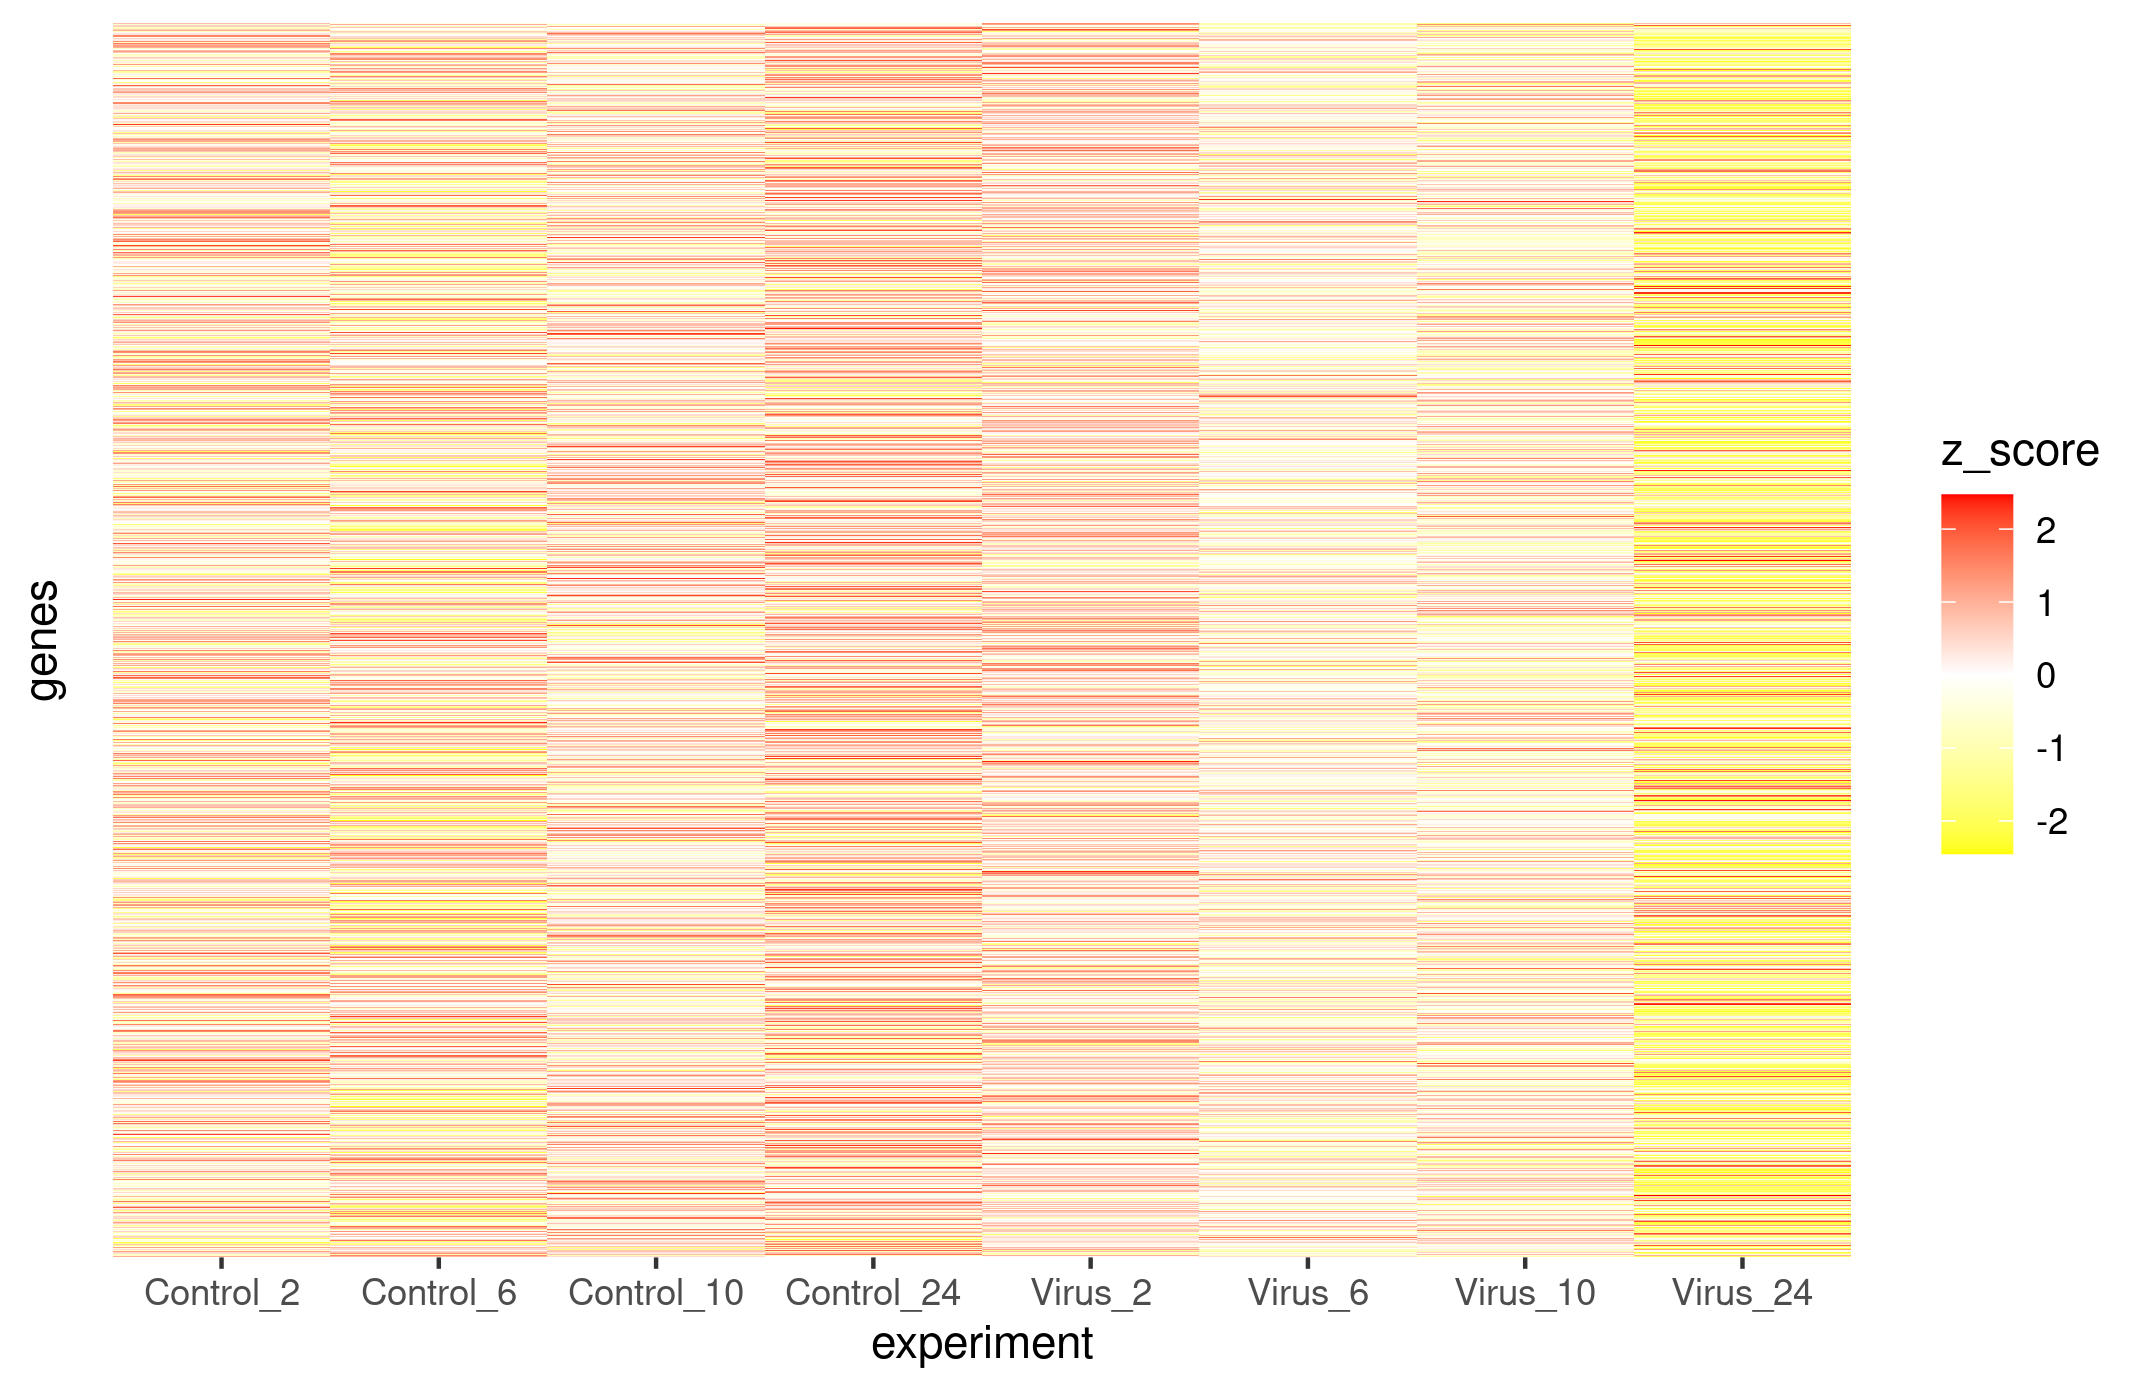 genes
z_score
2
1
0
-1
-2
Control_2 Control_6 Control_10 Control_24 Virus_2 Virus_6 Virus_10 Virus_24
experiment